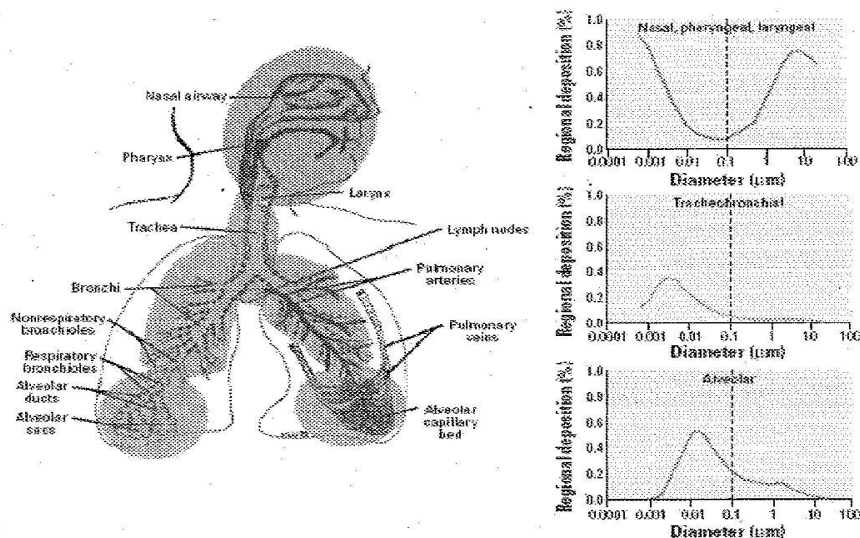 Nasal airway
Pharynx
Larynx
Trachea
Lymph nodes
Pulmonary
arteries
Bronchi
Nonrespiratory
bronchioles
Pulmonary
veins
Respiratory
bronchioles
Alveolar
ducts
Alveolar
sacs
Alveolar
capillary
bed
Regional deposition (%)
1.0
0.8
0.6
0.4
0.2
0.0
Nasal, pharyngeal, laryngeal
0.0001 0.001 0.01 0.1 1 10 100
Diameter (µm)
Regional deposition (%)
1.0
0.8
0.6
0.4
0.2
0.0
Tracheobronchial
0.0001 0.001 0.01 0.1 1 10 100
Diameter (µm)
Regional deposition (%)
1.0
0.8
0.6
0.4
0.2
0.0
Alveolar
0.0001 0.001 0.01 0.1 1 10 100
Diameter (µm)